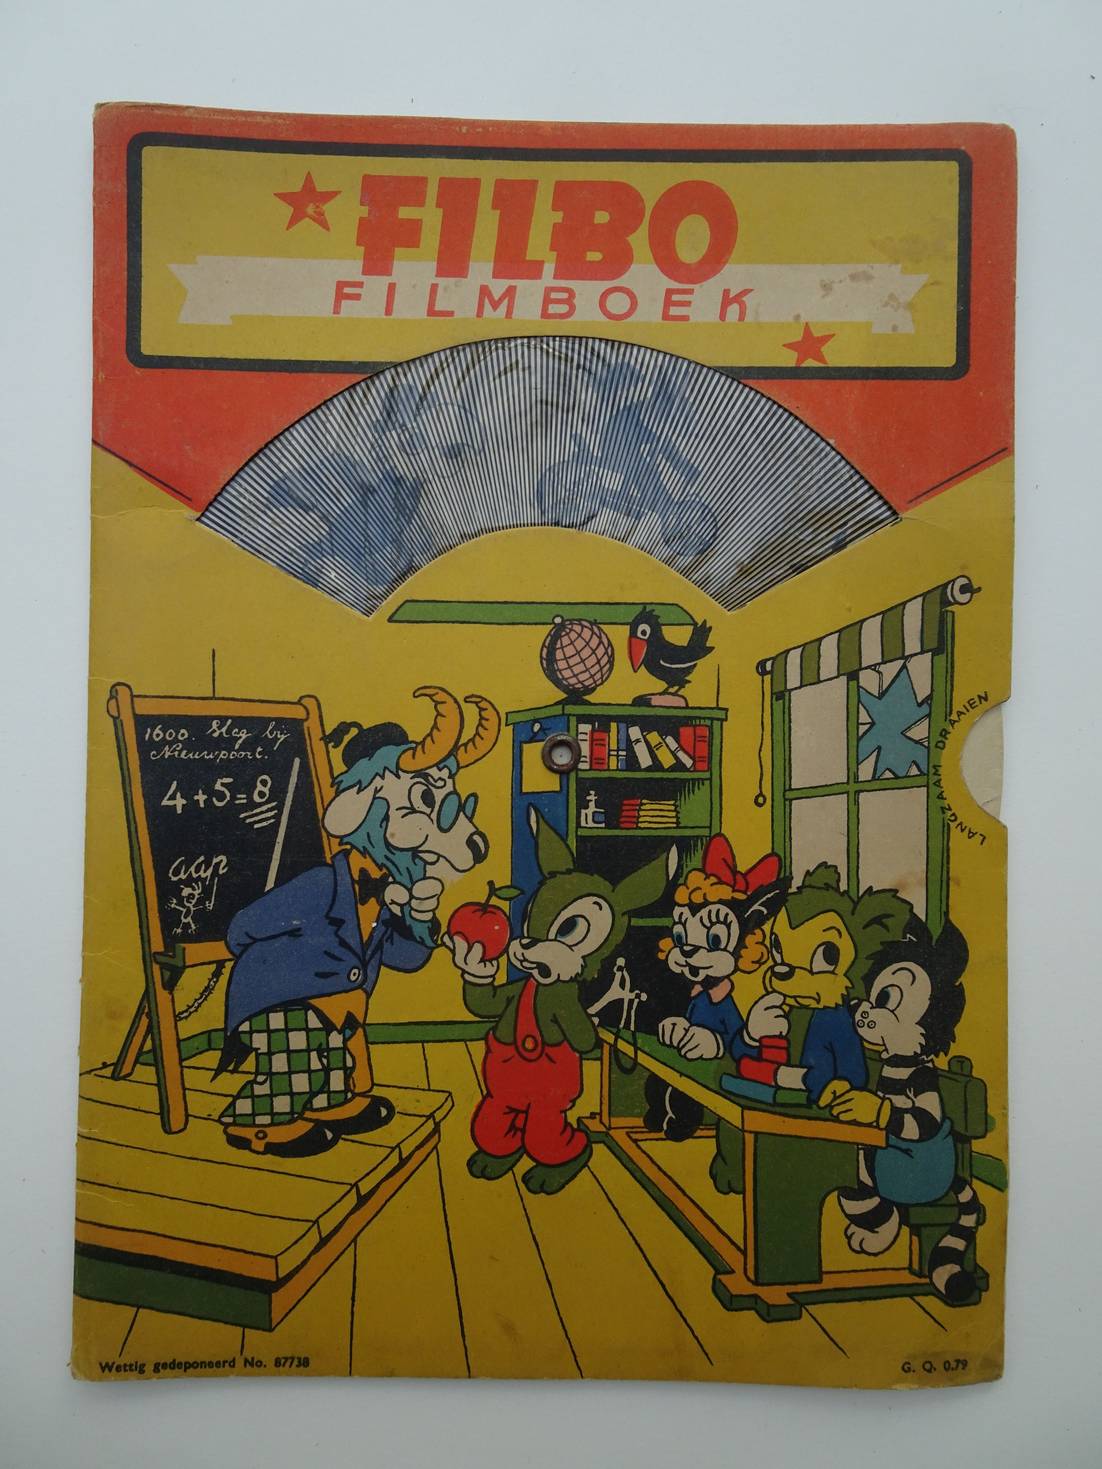 FILBO
FILMBOEK
LANGZAAM DRAAIEN
1600. Slag bij
Nieuwpoort.
4+5=8
aap
Wettig gedeponeerd No. 87738
G. Q. 0.79